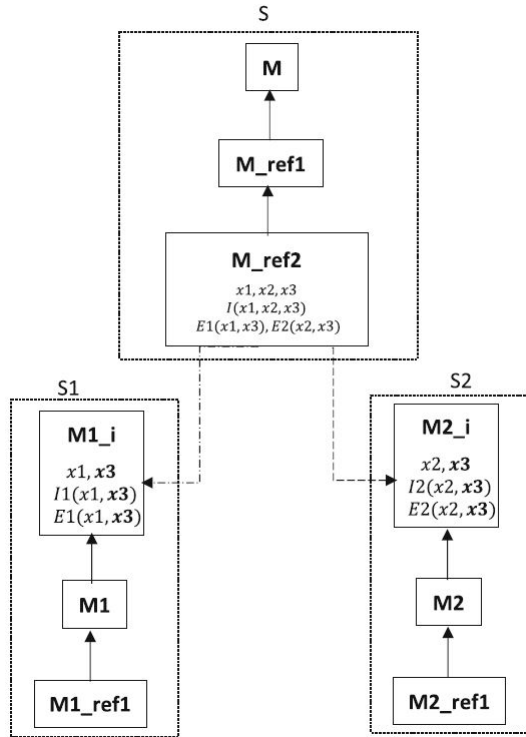 S
M
M_ref1
M_ref2
x1, x2, x3
I(x1, x2, x3)
E1(x1, x3), E2(x2, x3)
S1
M1_i
x1, x3
I1(x1, x3)
E1(x1, x3)
M1
M1_ref1
S2
M2_i
x2, x3
I2(x2, x3)
E2(x2, x3)
M2
M2_ref1